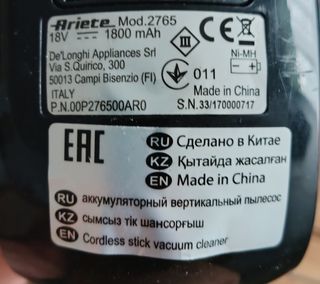 Ariete Mod.2765
18V 1800 mAh
De'Longhi Appliances Srl
Via S.Quirico, 300
50013 Campi Bisenzio (FI)
ITALY
P.N.00P276500AR0
III
Ni-MH
011
Made in China
S.N.33/170000717
EAC
RU Сделано в Китае
KZ Қытайда жасалған
EN Made in China
RU аккумуляторный вертикальный пылесос
KZ сымсыз тік шансорғыш
EN Cordless stick vacuum cleaner